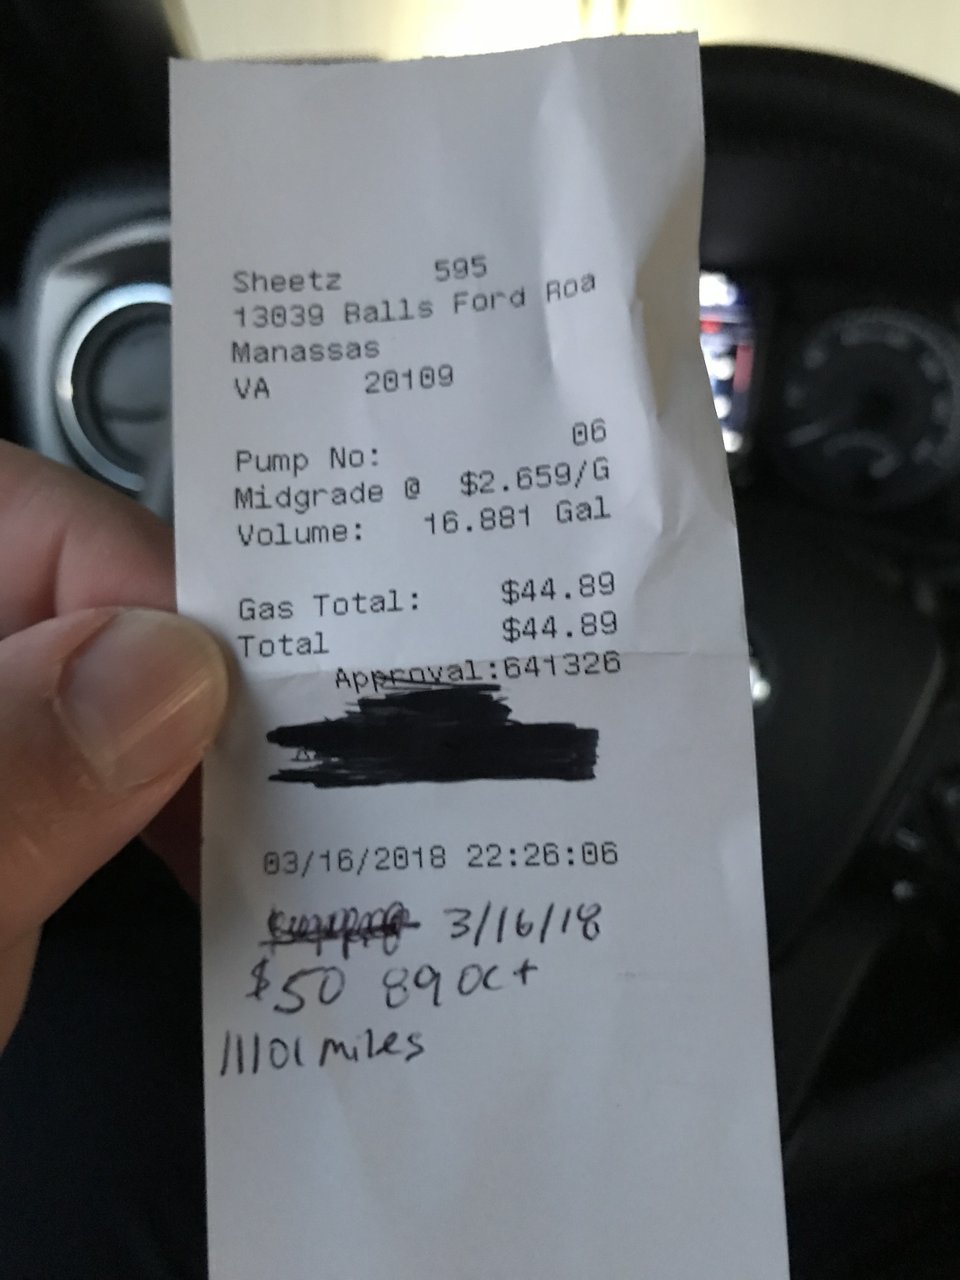 Sheetz 595
13039 Balls Ford Roa
Manassas
VA 20109
Pump No: 06
Midgrade @ $2.659/G
Volume: 16.881 Gal
Gas Total: $44.89
Total $44.89
Approval:641326
03/16/2018 22:26:06
3/16/18
$50 89 Oct
11101 miles